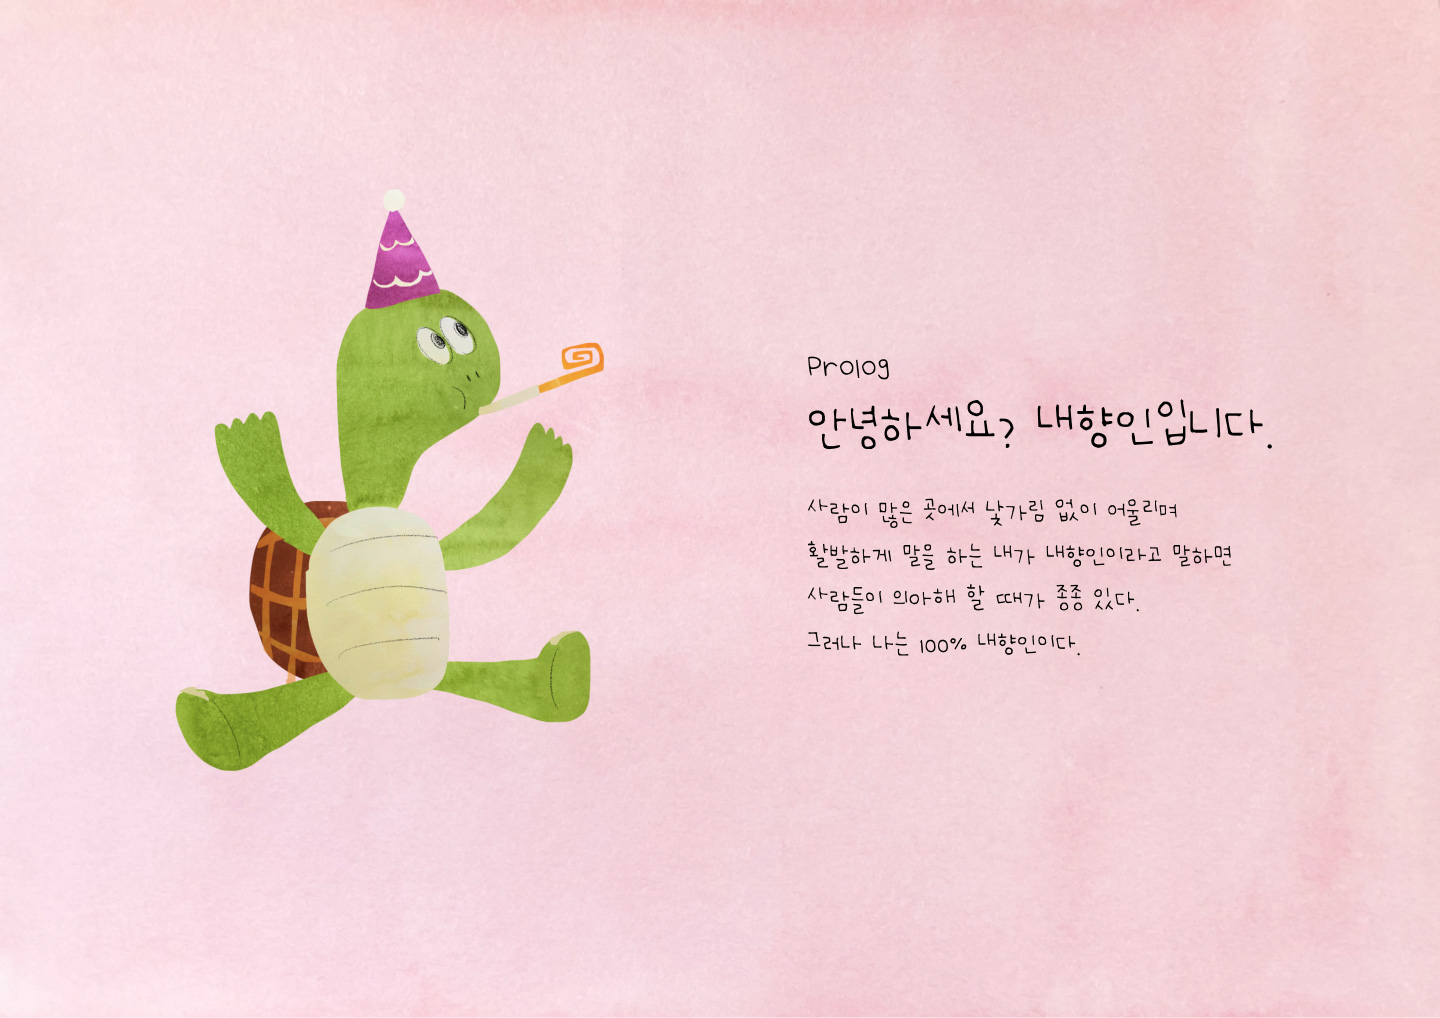 Prolog
안녕하세요? 내향인입니다.
사람이 많은 곳에서 낯가림 없이 어울리며
활발하게 말을 하는 내가 내향인이라고 말하면
사람들이 의아해 할 때가 종종 있다.
그러나 나는 100% 내향인이다.